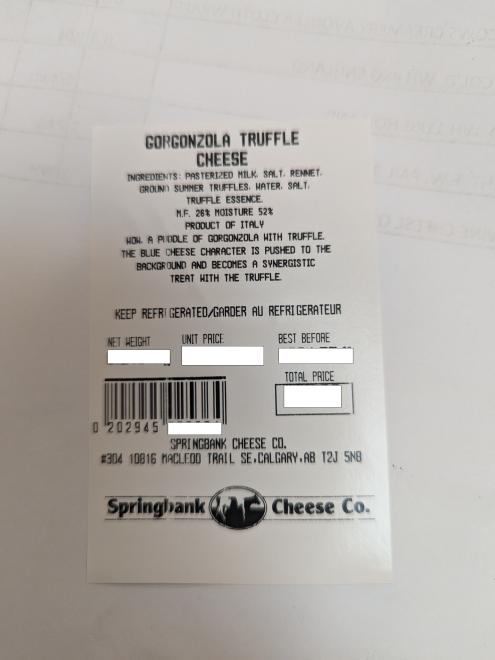 GORGONZOLA TRUFFLE
CHEESE
INGREDIENTS: PASTERIZED MILK, SALT, RENNET,
GROUND SUMMER TRUFFLES, WATER, SALT,
TRUFFLE ESSENCE.
M.F. 26% MOISTURE 52%
PRODUCT OF ITALY
WOW, A PUDDLE OF GORGONZOLA WITH TRUFFLE.
THE BLUE CHEESE CHARACTER IS PUSHED TO THE
BACKGROUND AND BECOMES A SYNERGISTIC
TREAT WITH THE TRUFFLE.
KEEP REFRIGERATED/GARDER AU REFRIGERATEUR
NET WEIGHT UNIT PRICE BEST BEFORE
TOTAL PRICE
0 202945
SPRINGBANK CHEESE CO.
#304 10816 MACLEOD TRAIL SE,CALGARY,AB T2J 5N8
Springbank Cheese Co.